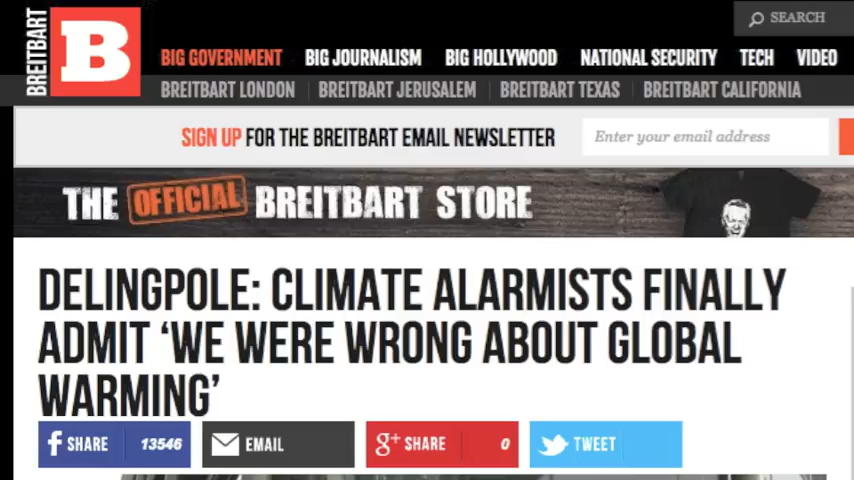 BREITBART
B
SEARCH
BIG GOVERNMENT BIG JOURNALISM BIG HOLLYWOOD NATIONAL SECURITY TECH VIDEO
BREITBART LONDON BREITBART JERUSALEM BREITBART TEXAS BREITBART CALIFORNIA
SIGN UP FOR THE BREITBART EMAIL NEWSLETTER Enter your email address
THE OFFICIAL BREITBART STORE
DELINGPOLE: CLIMATE ALARMISTS FINALLY
ADMIT ‘WE WERE WRONG ABOUT GLOBAL
WARMING’
f SHARE 13546 EMAIL g+ SHARE 0 TWEET